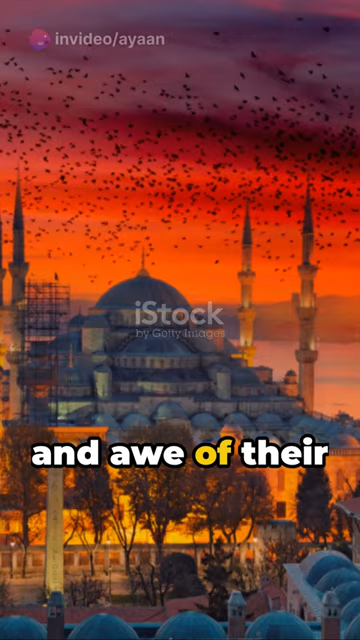 invideo/ayaan
iStock
by Getty Images
and awe of their